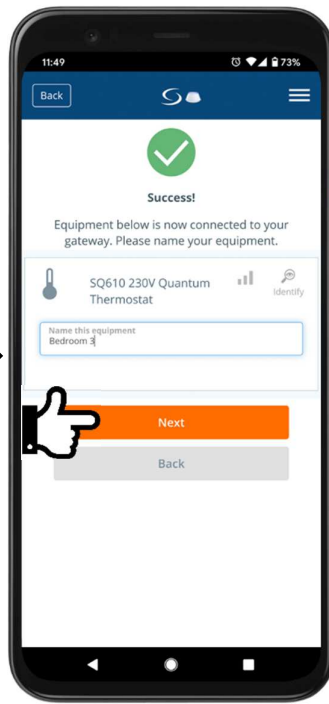 11:49
73%
Back
Success!
Equipment below is now connected to your
gateway. Please name your equipment.
SQ610 230V Quantum
Thermostat
Identify
Name this equipment
Bedroom 3
Next
Back